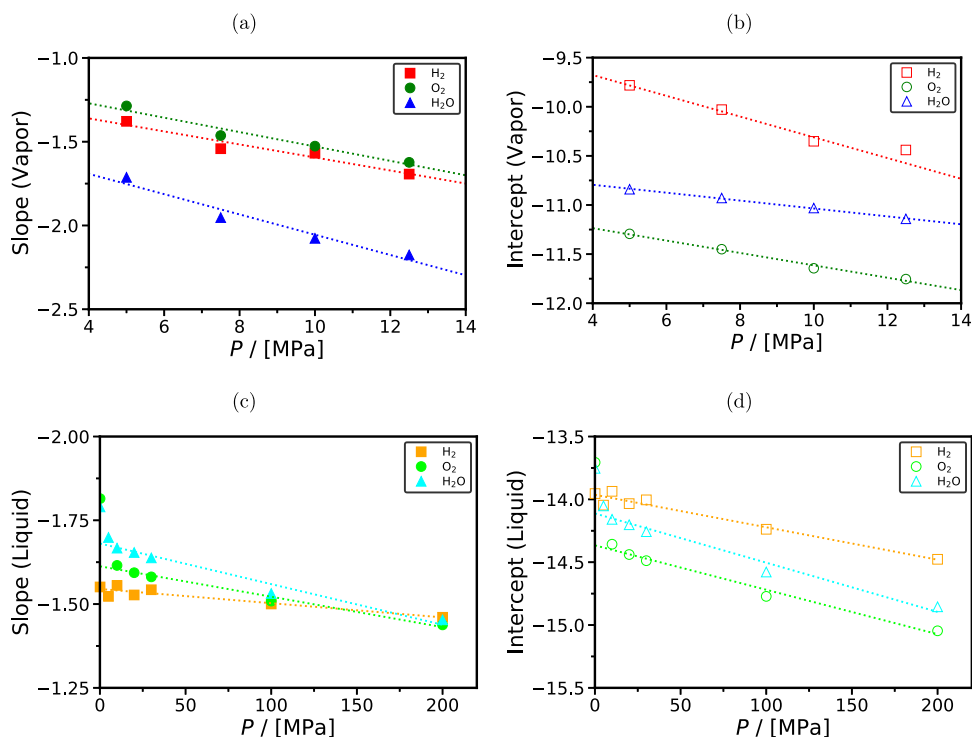 (a)
Slope (Vapor)
−1.0
−1.5
−2.0
−2.5
4 6 8 10 12 14
P / [MPa]
H₂
O₂
H₂O
(b)
Intercept (Vapor)
−9.5
−10.0
−10.5
−11.0
−11.5
−12.0
4 6 8 10 12 14
P / [MPa]
H₂
O₂
H₂O
(c)
Slope (Liquid)
−2.00
−1.75
−1.50
−1.25
0 50 100 150 200
P / [MPa]
H₂
O₂
H₂O
(d)
Intercept (Liquid)
−13.5
−14.0
−14.5
−15.0
−15.5
0 50 100 150 200
P / [MPa]
H₂
O₂
H₂O